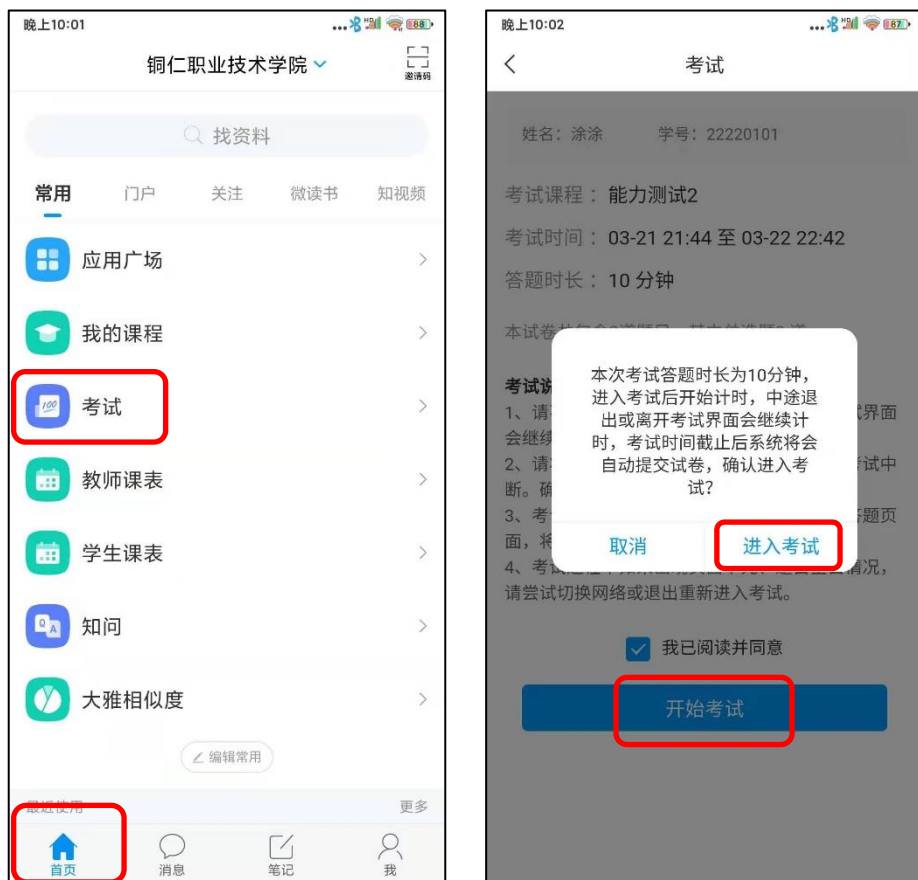 晚上10:01
88
铜仁职业技术学院
邀请码
找资料
常用 门户 关注 微读书 知视频
应用广场
我的课程
100
考试
教师课表
学生课表
知问
大雅相似度
编辑常用
最近使用 更多
首页 消息 笔记 我
晚上10:02
87
考试
姓名：涂涂 学号：22220101
考试课程：能力测试2
考试时间：03-21 21:44 至 03-22 22:42
答题时长：10 分钟
本试卷
考试说
1、请 界面
会继续
2、请 试中
断。确
3、考 答题页
面，将
4、考 情况，
请尝试切换网络或退出重新进入考试。
本次考试答题时长为10分钟，
进入考试后开始计时，中途退
出或离开考试界面会继续计
时，考试时间截止后系统将会
自动提交试卷，确认进入考
试？
取消 进入考试
我已阅读并同意
开始考试